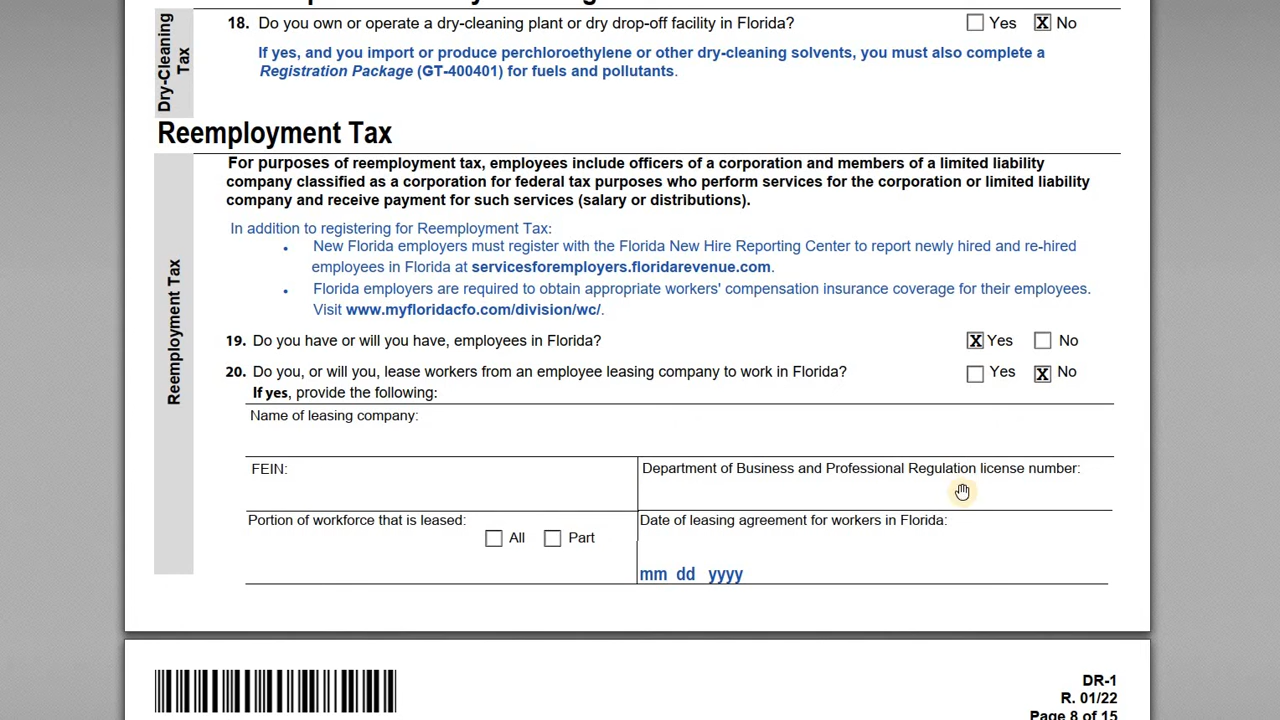 18. Do you own or operate a dry-cleaning plant or dry drop-off facility in Florida? Yes X No
If yes, and you import or produce perchloroethylene or other dry-cleaning solvents, you must also complete a
Registration Package (GT-400401) for fuels and pollutants.
Dry-Cleaning
Tax
Reemployment Tax
For purposes of reemployment tax, employees include officers of a corporation and members of a limited liability
company classified as a corporation for federal tax purposes who perform services for the corporation or limited liability
company and receive payment for such services (salary or distributions).
In addition to registering for Reemployment Tax:
• New Florida employers must register with the Florida New Hire Reporting Center to report newly hired and re-hired
employees in Florida at servicesforemployers.floridarevenue.com.
• Florida employers are required to obtain appropriate workers' compensation insurance coverage for their employees.
Visit www.myfloridacfo.com/division/wc/.
Reemployment Tax
19. Do you have or will you have, employees in Florida? X Yes No
20. Do you, or will you, lease workers from an employee leasing company to work in Florida? Yes X No
If yes, provide the following:
Name of leasing company:
FEIN:
Department of Business and Professional Regulation license number:
Portion of workforce that is leased:
All Part
Date of leasing agreement for workers in Florida:
mm dd yyyy
DR-1
R. 01/22
Page 8 of 15